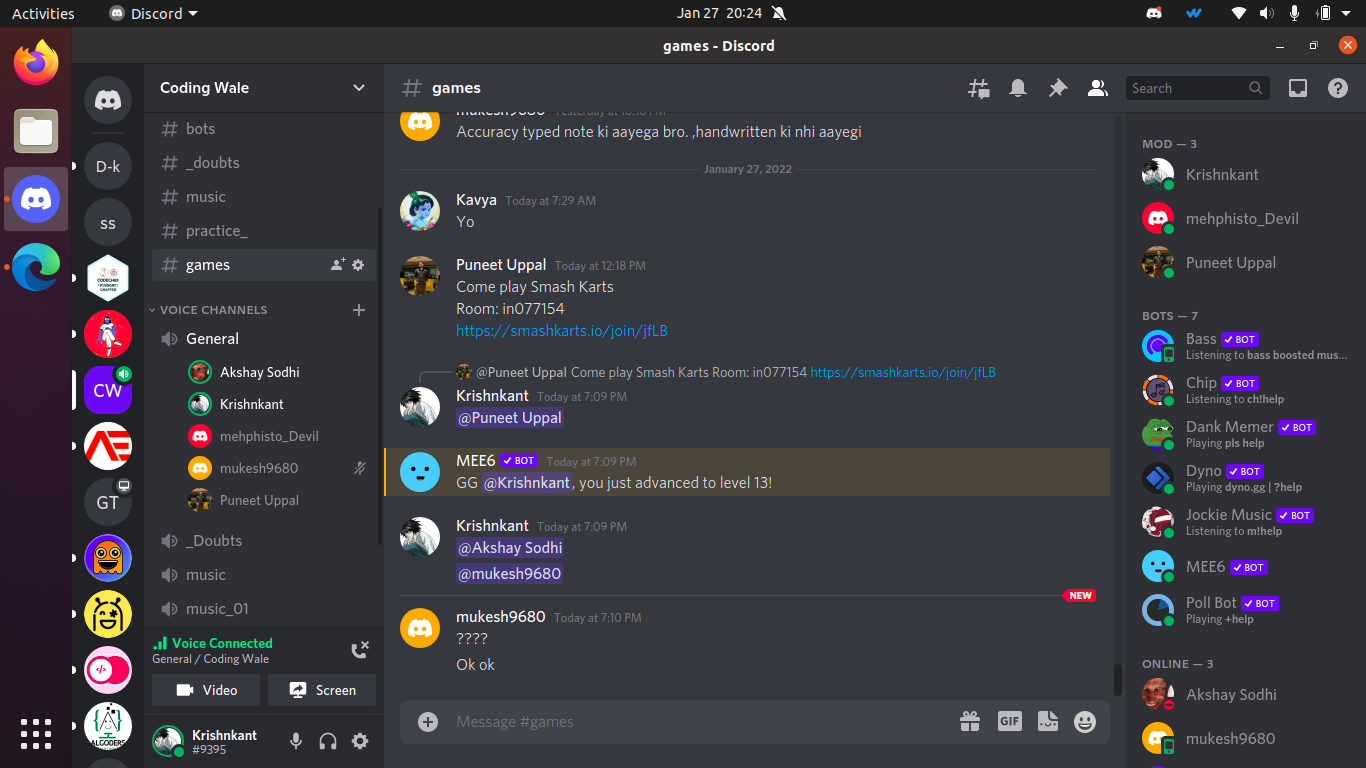 Activities
Discord
Jan 27 20:24
games - Discord
D-k
ss
CODECHEF
CW
GT
ALGODERS
Coding Wale
bots
_doubts
music
practice_
games
VOICE CHANNELS
General
Akshay Sodhi
Krishnkant
mehphisto_Devil
mukesh9680
Puneet Uppal
_Doubts
music
music_01
Voice Connected
General / Coding Wale
Video
Screen
Krishnkant
#9395
# games
Search
Accuracy typed note ki aayega bro. ,handwritten ki nhi aayegi
January 27, 2022
Kavya Today at 7:29 AM
Yo
Puneet Uppal Today at 12:18 PM
Come play Smash Karts
Room: in077154
https://smashkarts.io/join/jfLB
@Puneet Uppal Come play Smash Karts Room: in077154 https://smashkarts.io/join/jfLB
Krishnkant Today at 7:09 PM
@Puneet Uppal
MEE6 BOT Today at 7:09 PM
GG @Krishnkant, you just advanced to level 13!
Krishnkant Today at 7:09 PM
@Akshay Sodhi
@mukesh9680
NEW
mukesh9680 Today at 7:10 PM
????
Ok ok
Message #games
GIF
MOD — 3
Krishnkant
mehphisto_Devil
Puneet Uppal
BOTS — 7
Bass BOT
Listening to bass boosted mus...
Chip BOT
Listening to ch!help
Dank Memer BOT
Playing pls help
Dyno BOT
Playing dyno.gg | ?help
Jockie Music BOT
Listening to m!help
MEE6 BOT
Poll Bot BOT
Playing +help
ONLINE — 3
Akshay Sodhi
mukesh9680